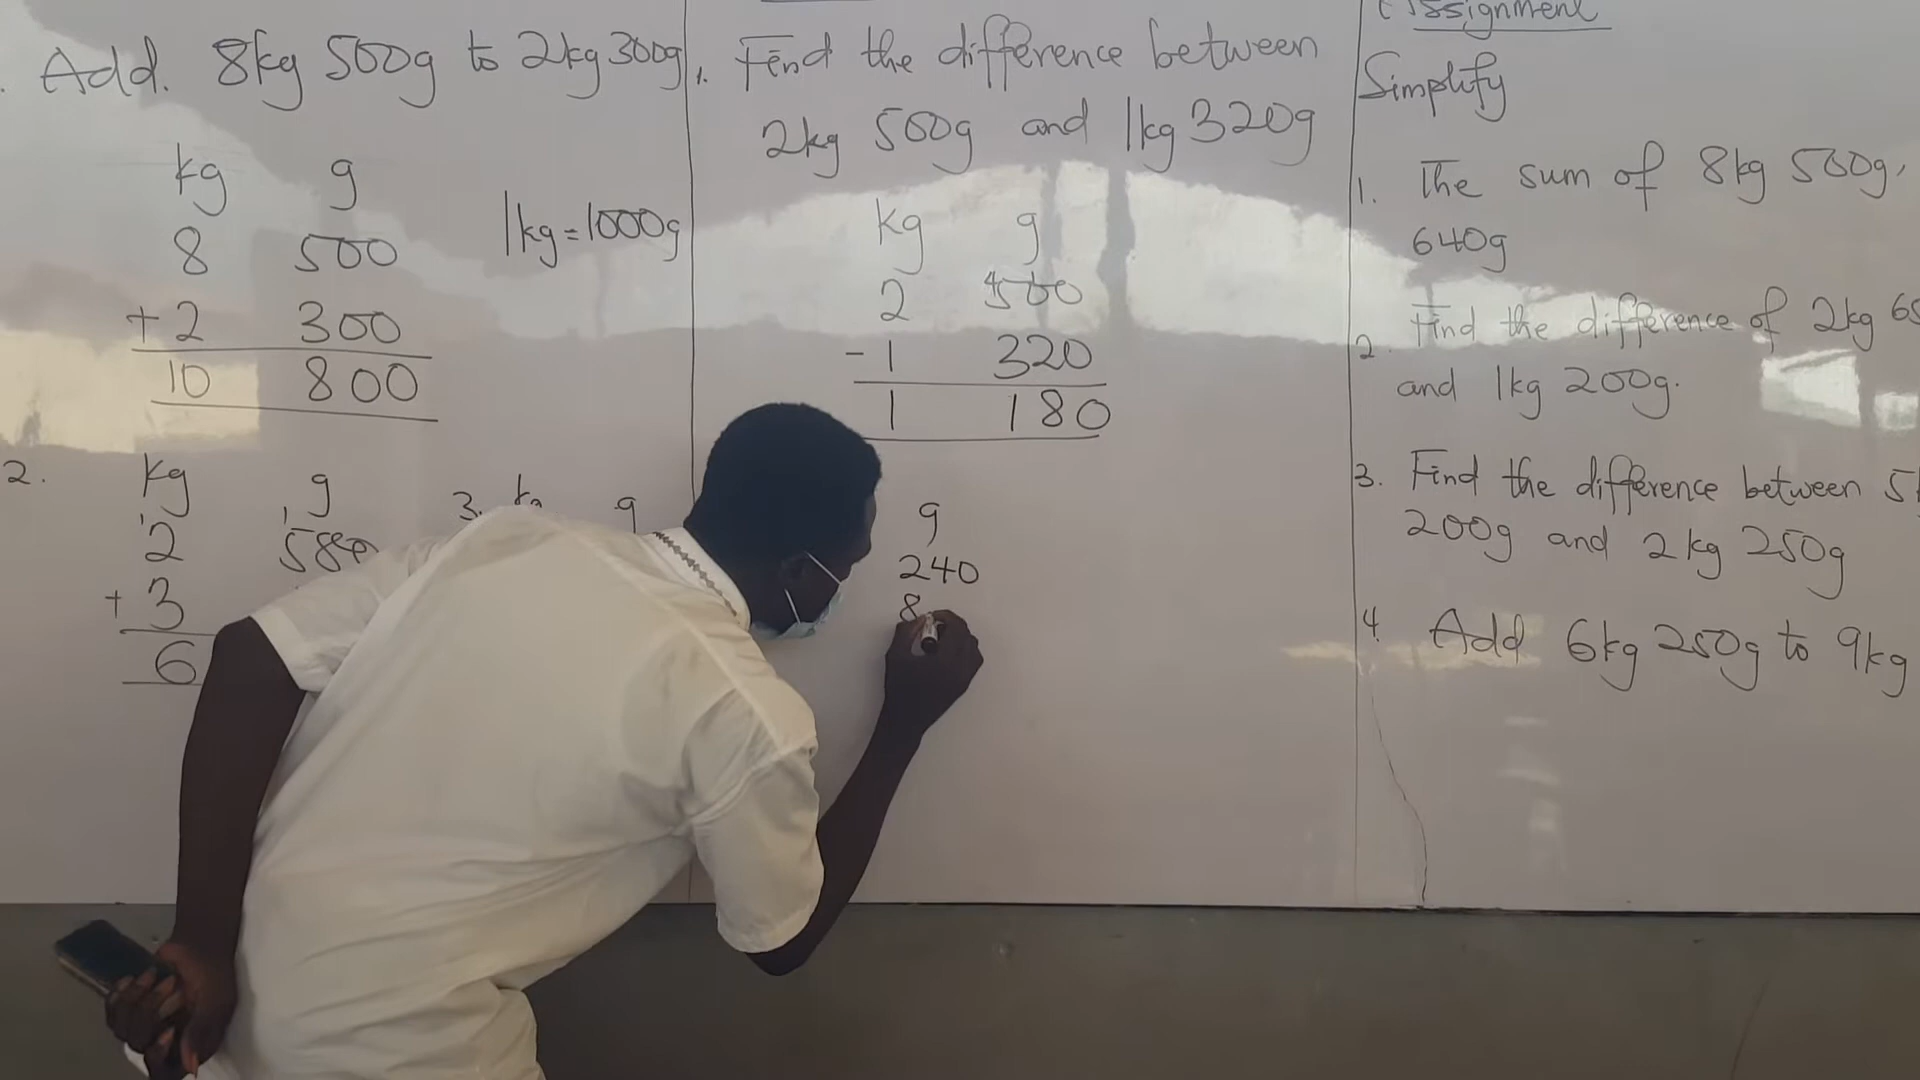 Add. 8kg 500g to 2kg 300g
kg g
8 500
+ 2 300
10 800
1kg = 1000g
2. kg g
2 580
+ 3
6
3. kg g
1. Find the difference between
2kg 500g and 1kg 320g
kg g
2 500
- 1 320
1 180
g
240
8
Assignment
Simplify
1. The sum of 8kg 500g,
640g
2. Find the difference of 2kg
and 1kg 200g.
3. Find the difference between
200g and 2kg 250g
4. Add 6kg 250g to 9kg